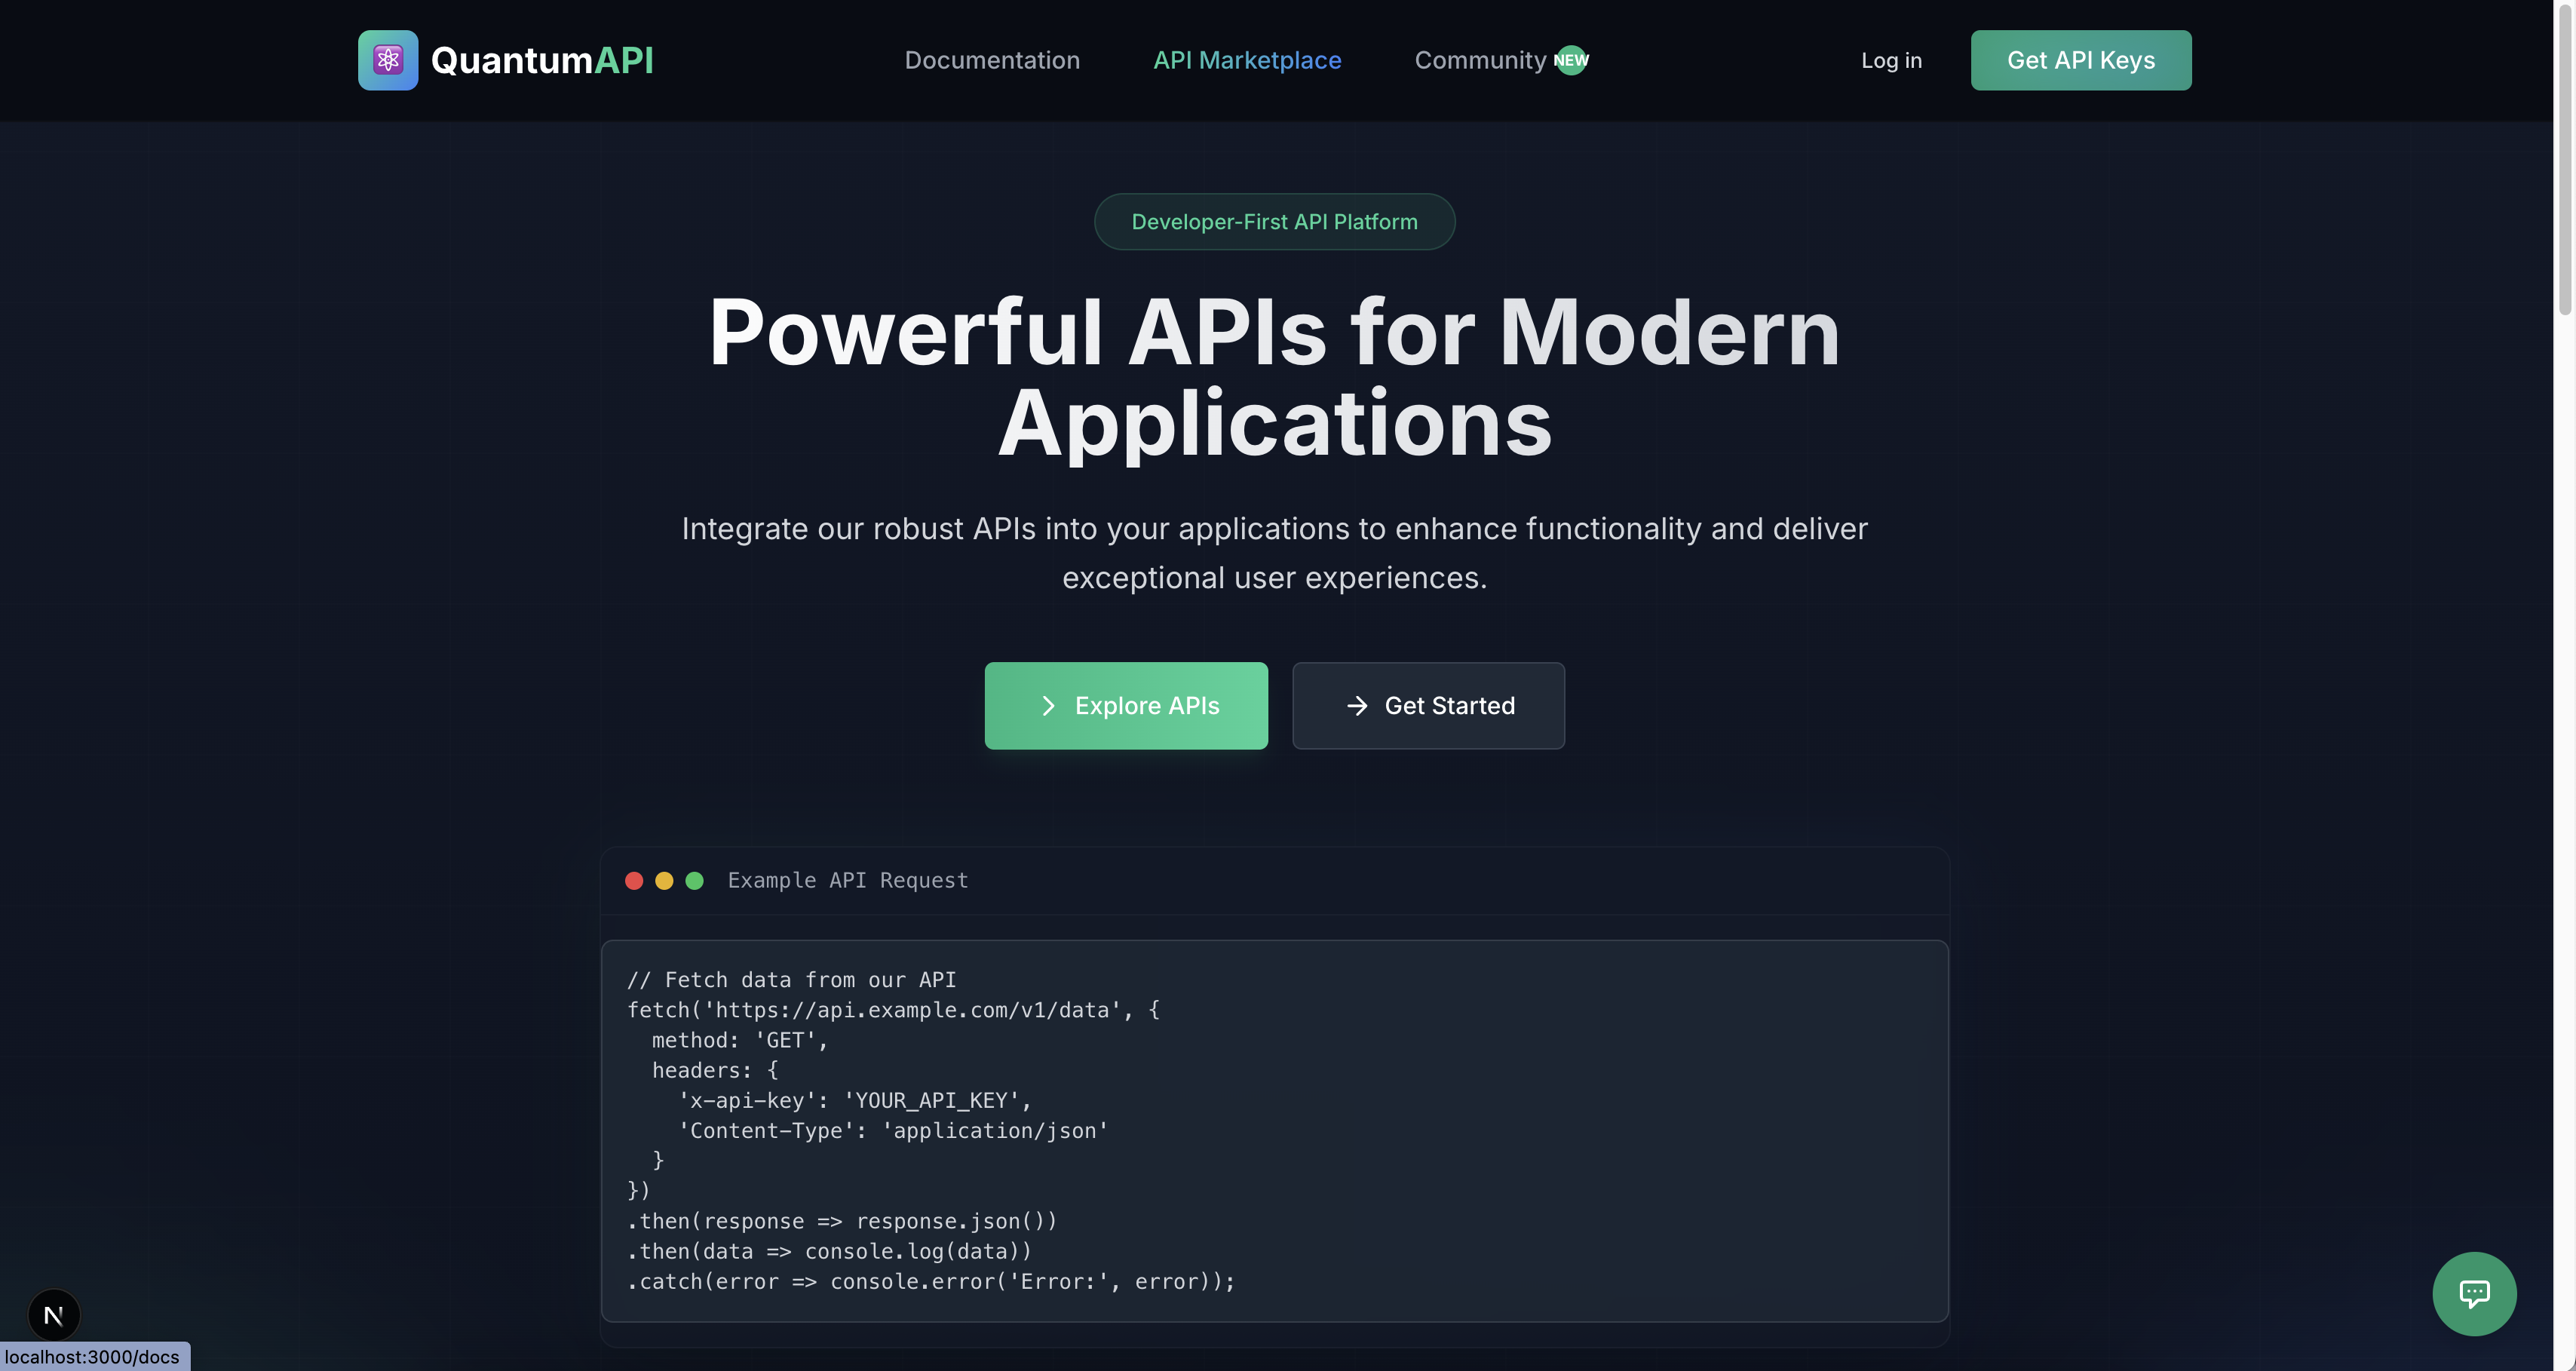 QuantumAPI
Documentation
API Marketplace
Community NEW
Log in
Get API Keys
Developer-First API Platform
Powerful APIs for Modern
Applications
Integrate our robust APIs into your applications to enhance functionality and deliver
exceptional user experiences.
Explore APIs
Get Started
Example API Request
// Fetch data from our API
fetch('https://api.example.com/v1/data', {
  method: 'GET',
  headers: {
    'x-api-key': 'YOUR_API_KEY',
    'Content-Type': 'application/json'
  }
})
.then(response => response.json())
.then(data => console.log(data))
.catch(error => console.error('Error:', error));
N
localhost:3000/docs